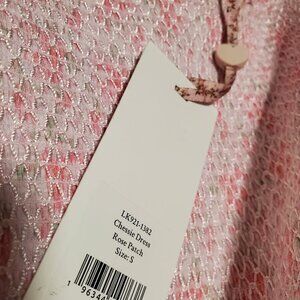 LK921-1382
Chessie Dress
Rose Patch
Size: S